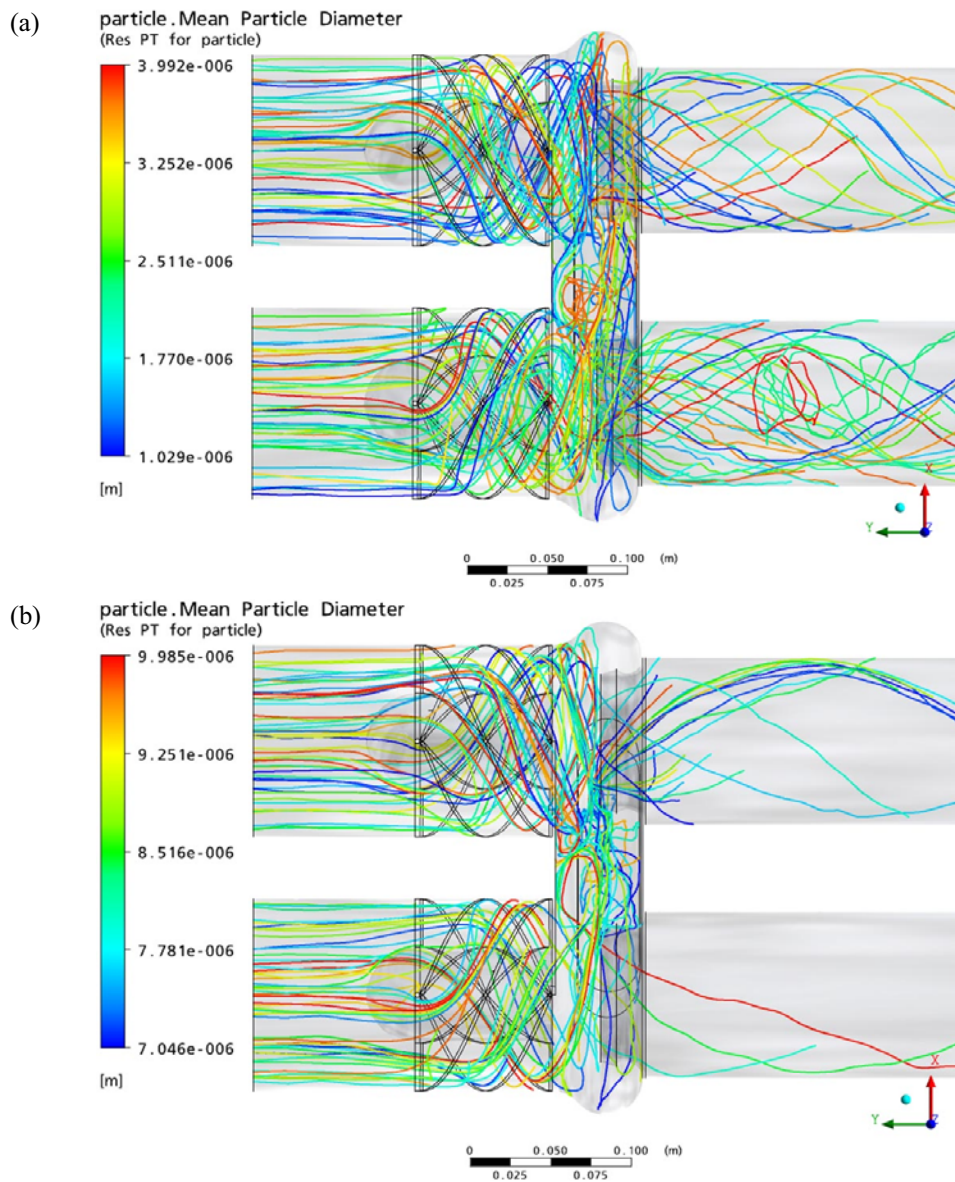 (a)
particle.Mean Particle Diameter
(Res PT for particle)
3.992e-006
3.252e-006
2.511e-006
1.770e-006
1.029e-006
[m]
X
Y
Z
0 0.050 0.100 (m)
0.025 0.075
(b)
particle.Mean Particle Diameter
(Res PT for particle)
9.985e-006
9.251e-006
8.516e-006
7.781e-006
7.046e-006
[m]
X
Y
Z
0 0.050 0.100 (m)
0.025 0.075